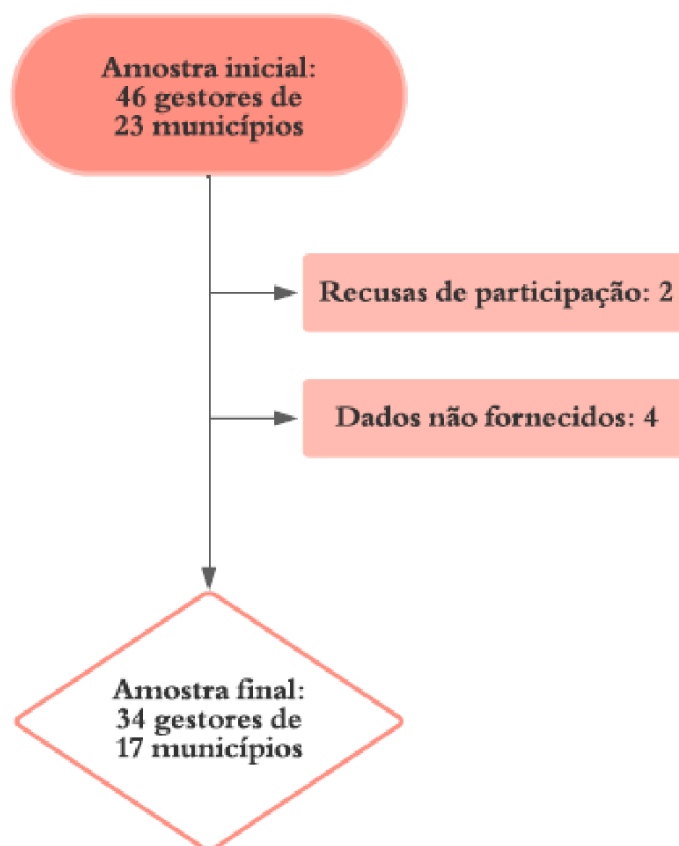 Amostra inicial:
46 gestores de
23 municípios
Recusas de participação: 2
Dados não fornecidos: 4
Amostra final:
34 gestores de
17 municípios